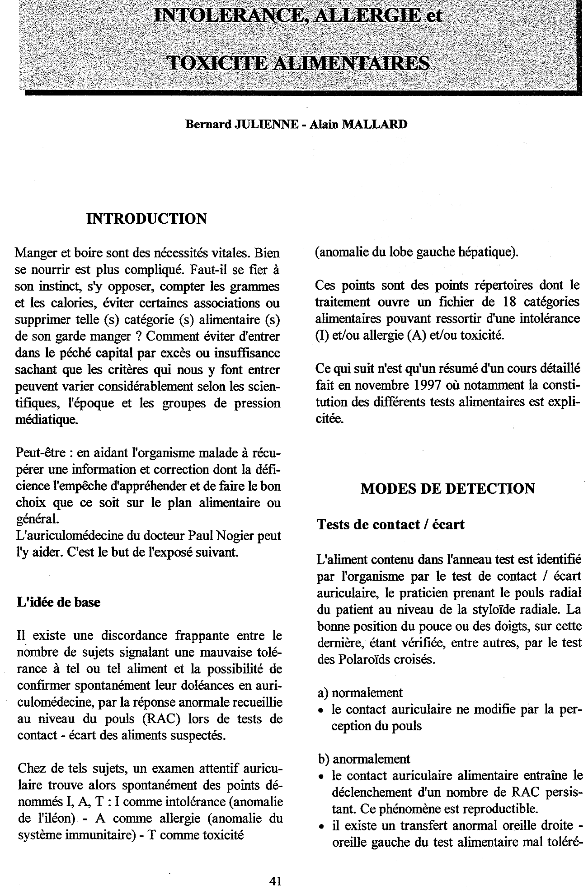 INTOLERANCE, ALLERGIE et
TOXICITE ALIMENTAIRES
Bernard JULIENNE - Alain MALLARD
INTRODUCTION
Manger et boire sont des nécessités vitales. Bien
se nourrir est plus compliqué. Faut-il se fier à
son instinct, s'y opposer, compter les grammes
et les calories, éviter certaines associations ou
supprimer telle (s) catégorie (s) alimentaire (s)
de son garde manger ? Comment éviter d'entrer
dans le péché capital par excès ou insuffisance
sachant que les critères qui nous y font entrer
peuvent varier considérablement selon les scien-
tifiques, l'époque et les groupes de pression
médiatique.
Peut-être : en aidant l'organisme malade à récu-
pérer une information et correction dont la défi-
cience l'empêche d'appréhender et de faire le bon
choix que ce soit sur le plan alimentaire ou
général.
L'auriculomédecine du docteur Paul Nogier peut
l'y aider. C'est le but de l'exposé suivant.
L'idée de base
Il existe une discordance frappante entre le
nombre de sujets signalant une mauvaise tolé-
rance à tel ou tel aliment et la possibilité de
confirmer spontanément leur doléances en auri-
culomédecine, par la réponse anormale recueillie
au niveau du pouls (RAC) lors de tests de
contact - écart des aliments suspectés.
Chez de tels sujets, un examen attentif auricu-
laire trouve alors spontanément des points dé-
nommés I, A, T : I comme intolérance (anomalie
de l'iléon) - A comme allergie (anomalie du
système immunitaire) - T comme toxicité
(anomalie du lobe gauche hépatique).
Ces points sont des points répertoires dont le
traitement ouvre un fichier de 18 catégories
alimentaires pouvant ressortir d'une intolérance
(I) et/ou allergie (A) et/ou toxicité.
Ce qui suit n'est qu'un résumé d'un cours détaillé
fait en novembre 1997 où notamment la consti-
tution des différents tests alimentaires est expli-
citée.
MODES DE DETECTION
Tests de contact / écart
L'aliment contenu dans l'anneau test est identifié
par l'organisme par le test de contact / écart
auriculaire, le praticien prenant le pouls radial
du patient au niveau de la styloïde radiale. La
bonne position du pouce ou des doigts, sur cette
dernière, étant vérifiée, entre autres, par le test
des Polaroïds croisés.
a) normalement
• le contact auriculaire ne modifie par la per-
ception du pouls
b) anormalement
• le contact auriculaire alimentaire entraîne le
déclenchement d'un nombre de RAC persis-
tant. Ce phénomène est reproductible.
• il existe un transfert anormal oreille droite -
oreille gauche du test alimentaire mal toléré-
41